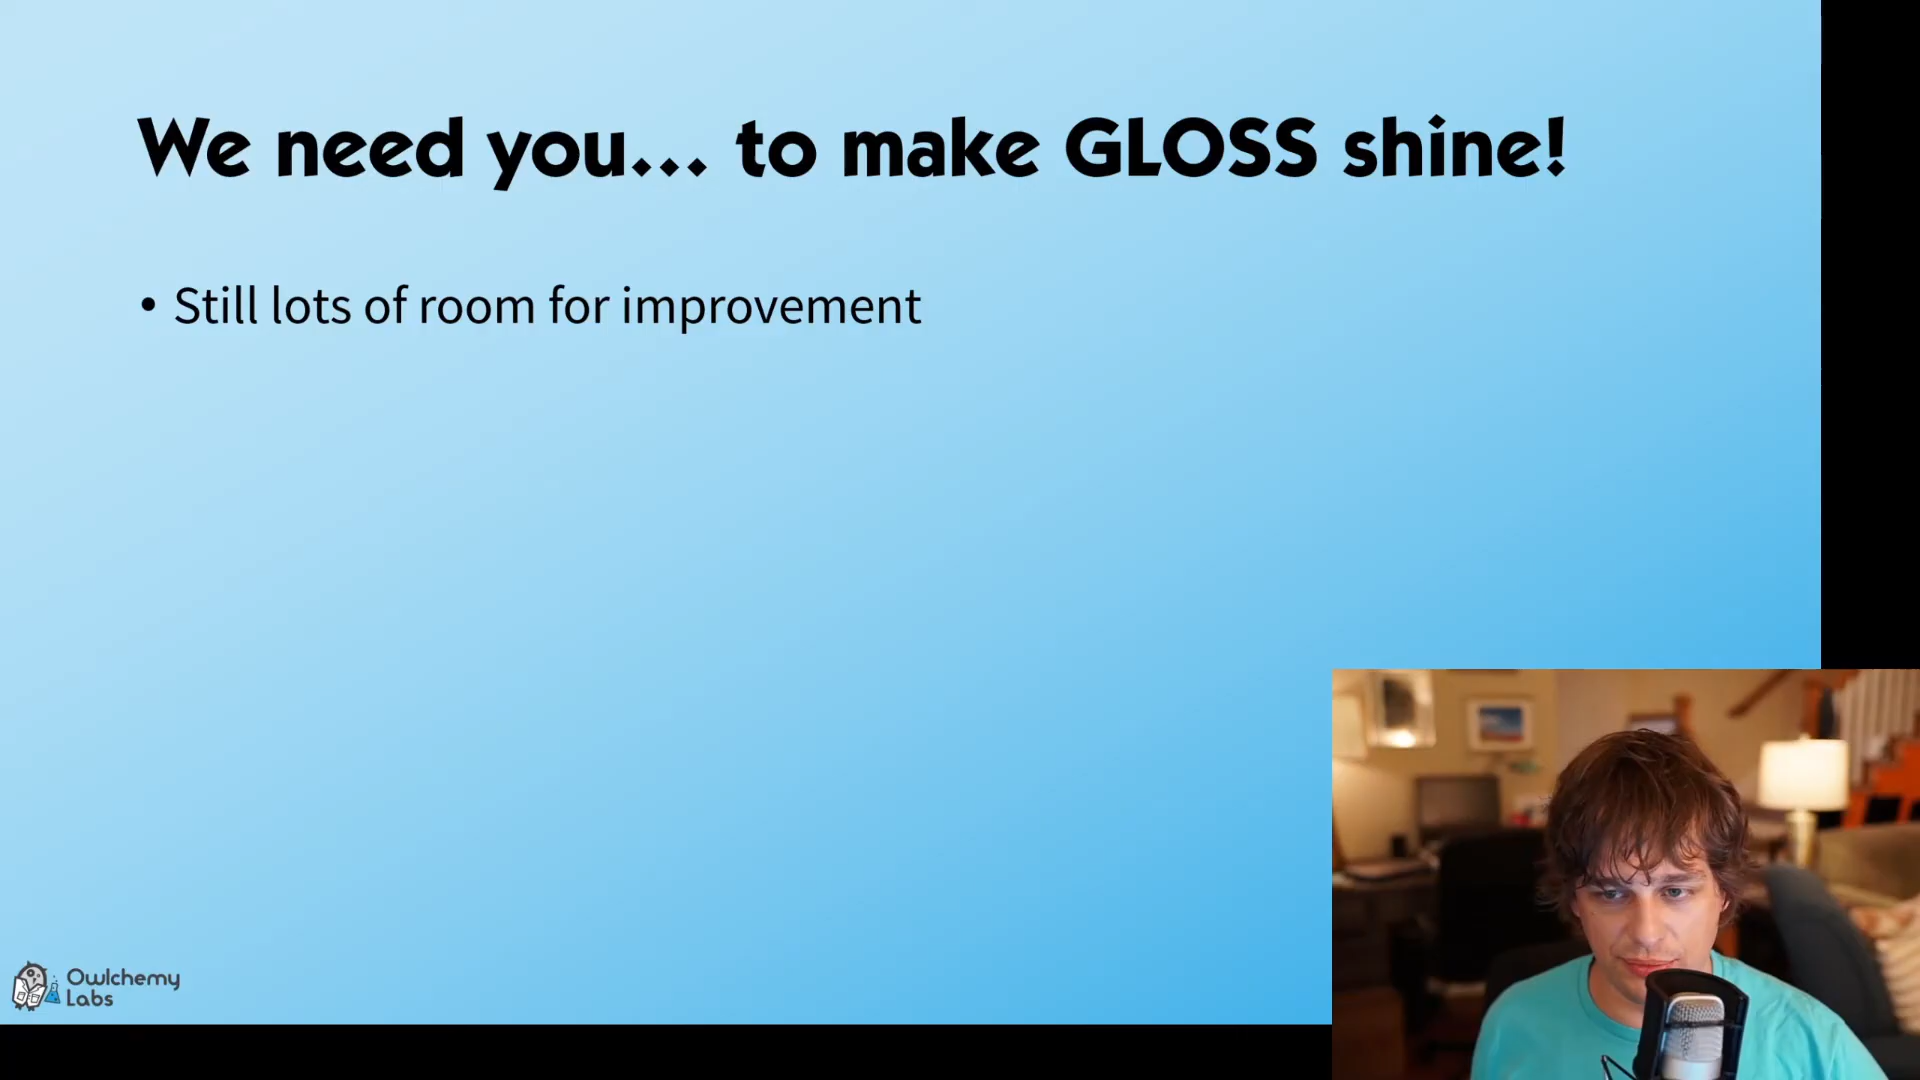 We need you... to make GLOSS shine!
• Still lots of room for improvement
Owlchemy
Labs